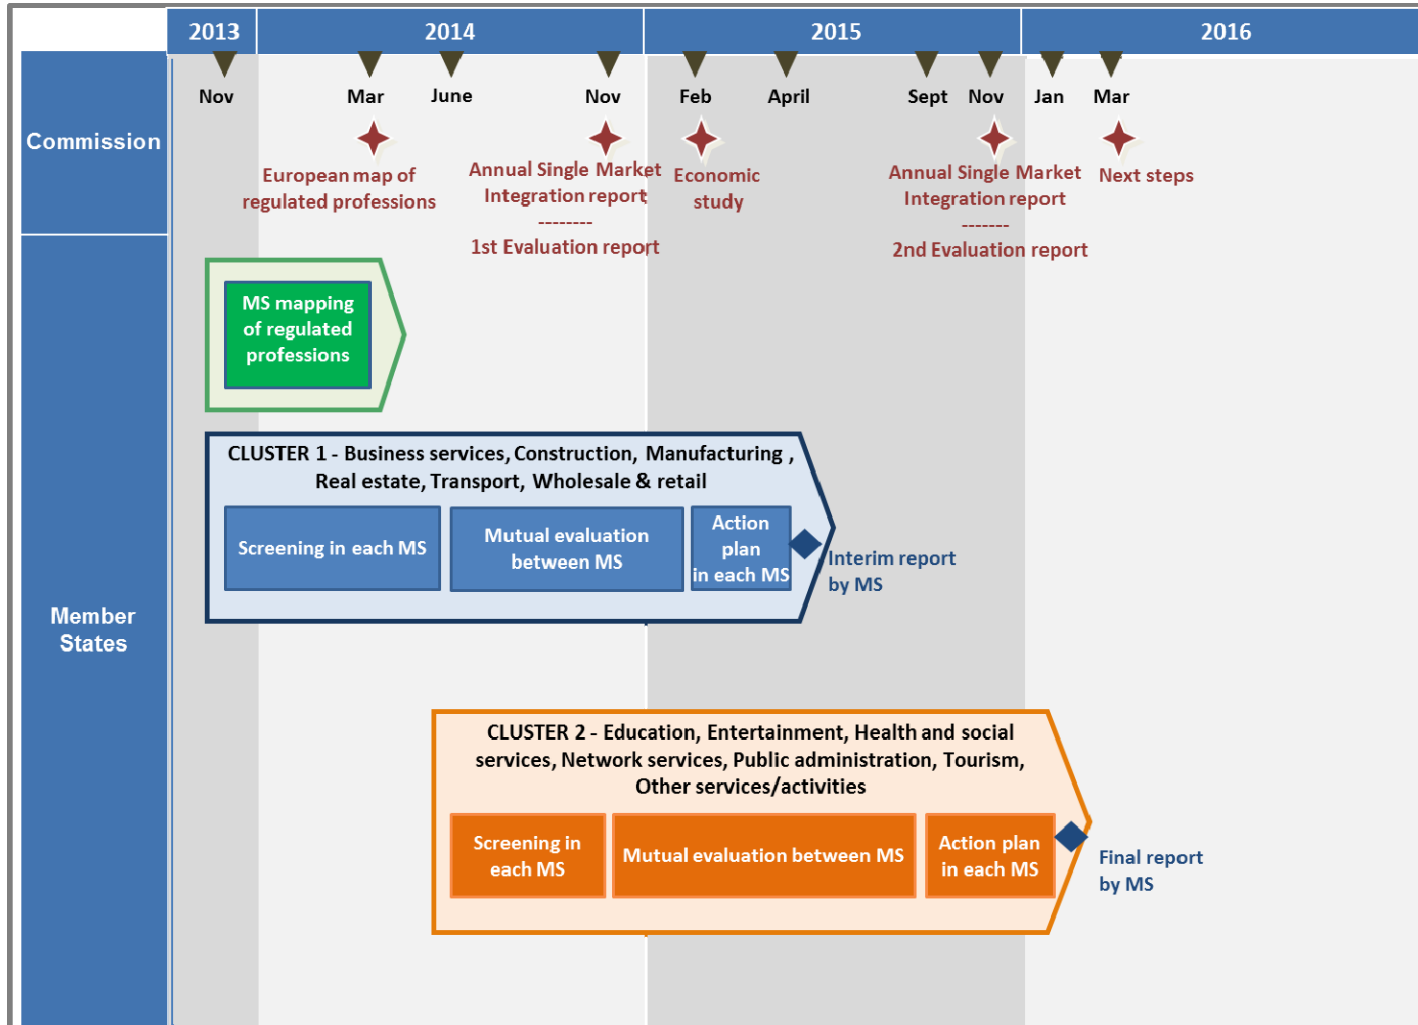 2013
2014
2015
2016
Nov
Mar
June
Nov
Feb
April
Sept
Nov
Jan
Mar
Commission
European map of
regulated professions
Annual Single Market
Integration report
--------
1st Evaluation report
Economic
study
Annual Single Market
Integration report
-------
2nd Evaluation report
Next steps
Member
States
MS mapping
of regulated
professions
CLUSTER 1 - Business services, Construction, Manufacturing ,
Real estate, Transport, Wholesale & retail
Screening in each MS
Mutual evaluation
between MS
Action
plan
in each MS
Interim report
by MS
CLUSTER 2 - Education, Entertainment, Health and social
services, Network services, Public administration, Tourism,
Other services/activities
Screening in
each MS
Mutual evaluation between MS
Action plan
in each MS
Final report
by MS